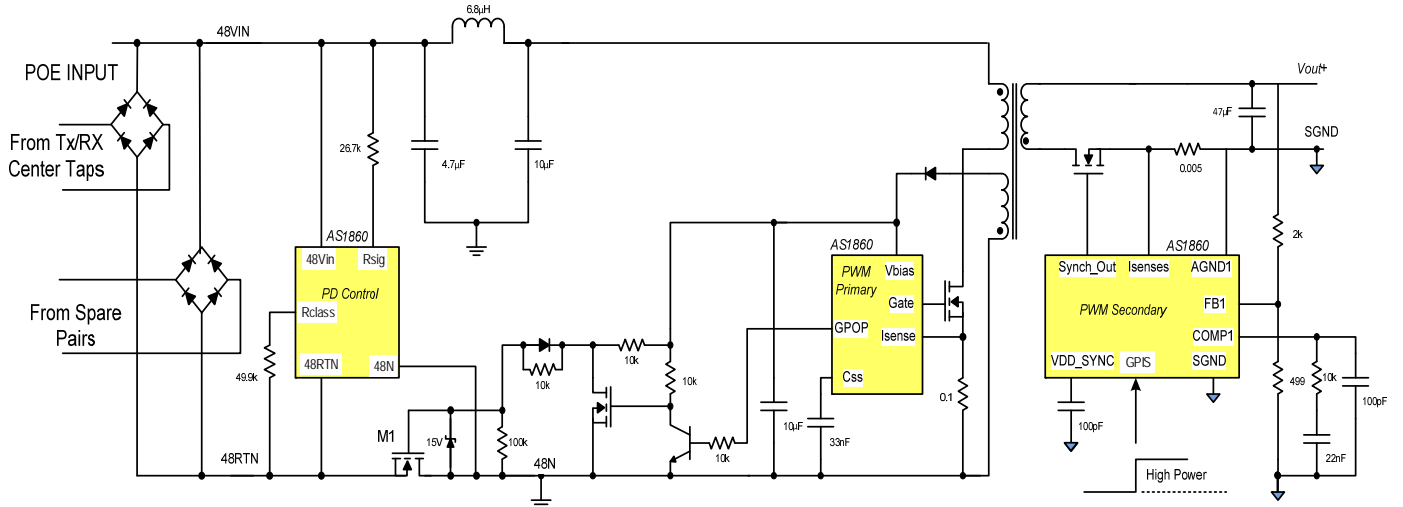 6.8µH
48VIN
POE INPUT
Vout+
47µF
SGND
From Tx/RX
Center Taps
26.7k
4.7µF
10µF
0.005
AS1860
48Vin
Rsig
PD Control
Rclass
48RTN
48N
AS1860
PWM
Primary
Vbias
Gate
GPOP
Isense
Css
AS1860
Synch_Out
Isenses
AGND1
PWM Secondary
FB1
COMP1
VDD_SYNC
GPIS
SGND
2k
From Spare
Pairs
49.9k
10k
10k
10k
0.1
499
10k
100pF
M1
15V
100k
10k
10µF
33nF
100pF
22nF
48RTN
48N
High Power